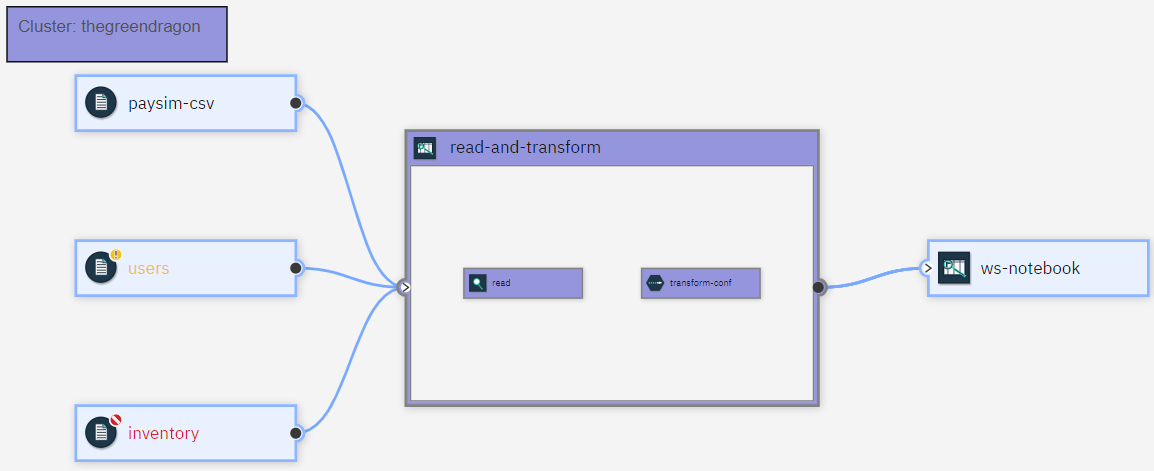 Cluster: thegreendragon
paysim-csv
read-and-transform
users
ws-notebook
read
transform-conf
inventory